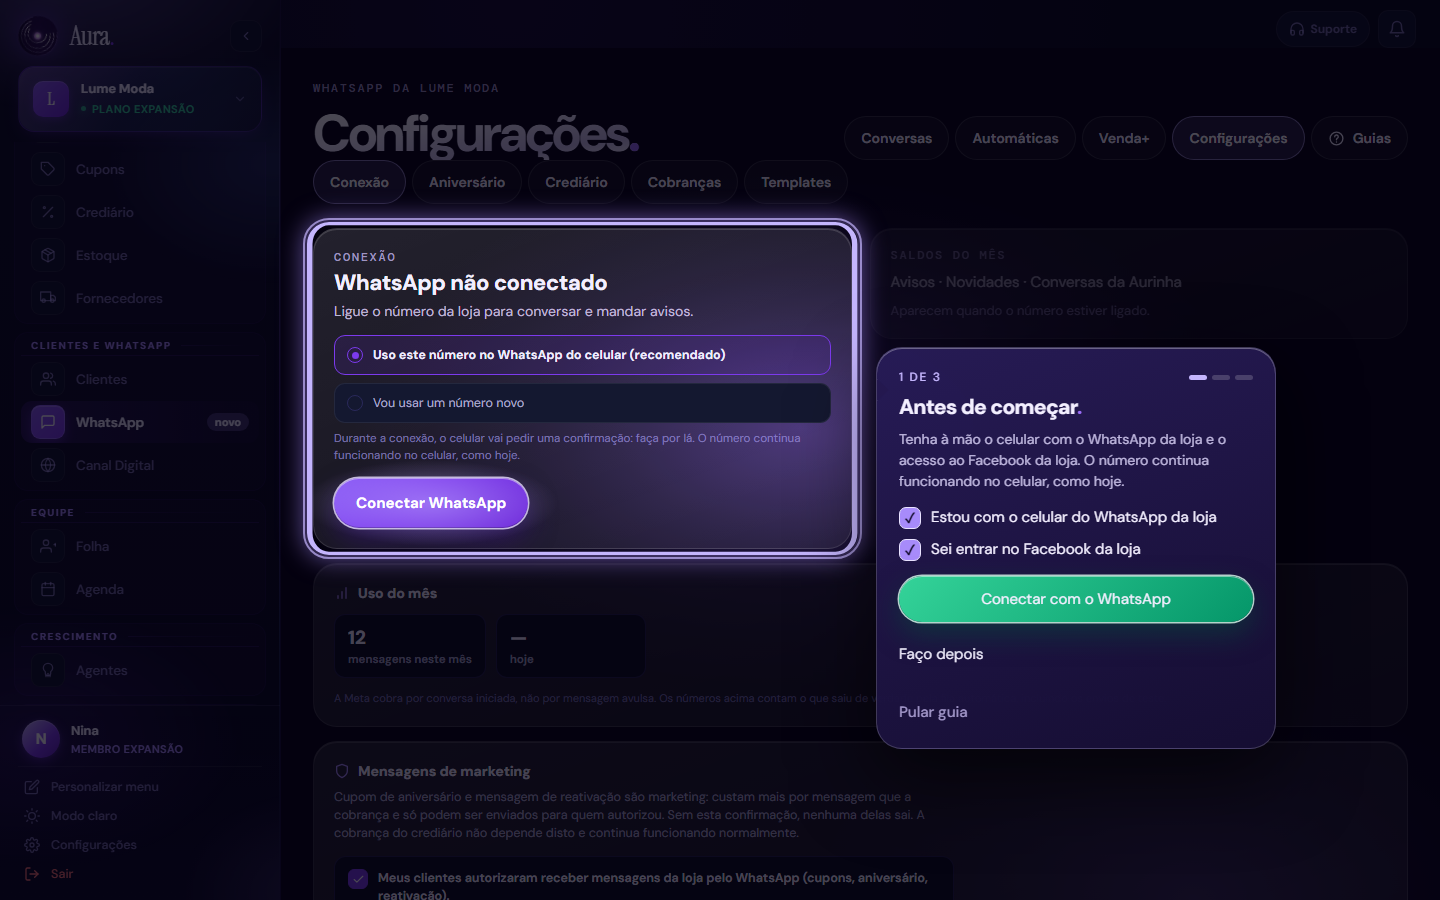 Aura.
Suporte
L
Lume Moda
PLANO EXPANSÃO
Cupons
Crediário
Estoque
Fornecedores
CLIENTES E WHATSAPP
Clientes
WhatsApp
novo
Canal Digital
EQUIPE
Folha
Agenda
CRESCIMENTO
Agentes
N
Nina
MEMBRO EXPANSÃO
Personalizar menu
Modo claro
Configurações
Sair
WHATSAPP DA LUME MODA
Configurações.
Conversas
Automáticas
Venda+
Configurações
Guias
Conexão
Aniversário
Crediário
Cobranças
Templates
CONEXÃO
WhatsApp não conectado
Ligue o número da loja para conversar e mandar avisos.
Uso este número no WhatsApp do celular (recomendado)
Vou usar um número novo
Durante a conexão, o celular vai pedir uma confirmação: faça por lá. O número continua
funcionando no celular, como hoje.
Conectar WhatsApp
SALDOS DO MÊS
Avisos · Novidades · Conversas da Aurinha
Aparecem quando o número estiver ligado.
1 DE 3
Antes de começar.
Tenha à mão o celular com o WhatsApp da loja e o
acesso ao Facebook da loja. O número continua
funcionando no celular, como hoje.
Estou com o celular do WhatsApp da loja
Sei entrar no Facebook da loja
Conectar com o WhatsApp
Faço depois
Pular guia
Uso do mês
12
mensagens neste mês
—
hoje
A Meta cobra por conversa iniciada, não por mensagem avulsa. Os números acima contam o que saiu de
Mensagens de marketing
Cupom de aniversário e mensagem de reativação são marketing: custam mais por mensagem que a
cobrança e só podem ser enviados para quem autorizou. Sem esta confirmação, nenhuma delas sai. A
cobrança do crediário não depende disto e continua funcionando normalmente.
Meus clientes autorizaram receber mensagens da loja pelo WhatsApp (cupons, aniversário,
reativação).